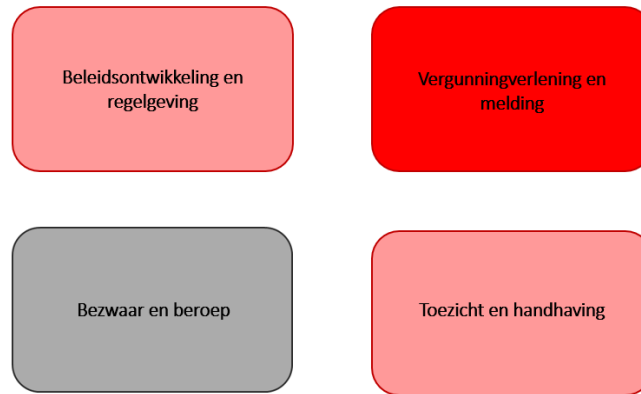 Beleidsontwikkeling en
regelgeving
Vergunningverlening en
melding
Bezwaar en beroep
Toezicht en handhaving